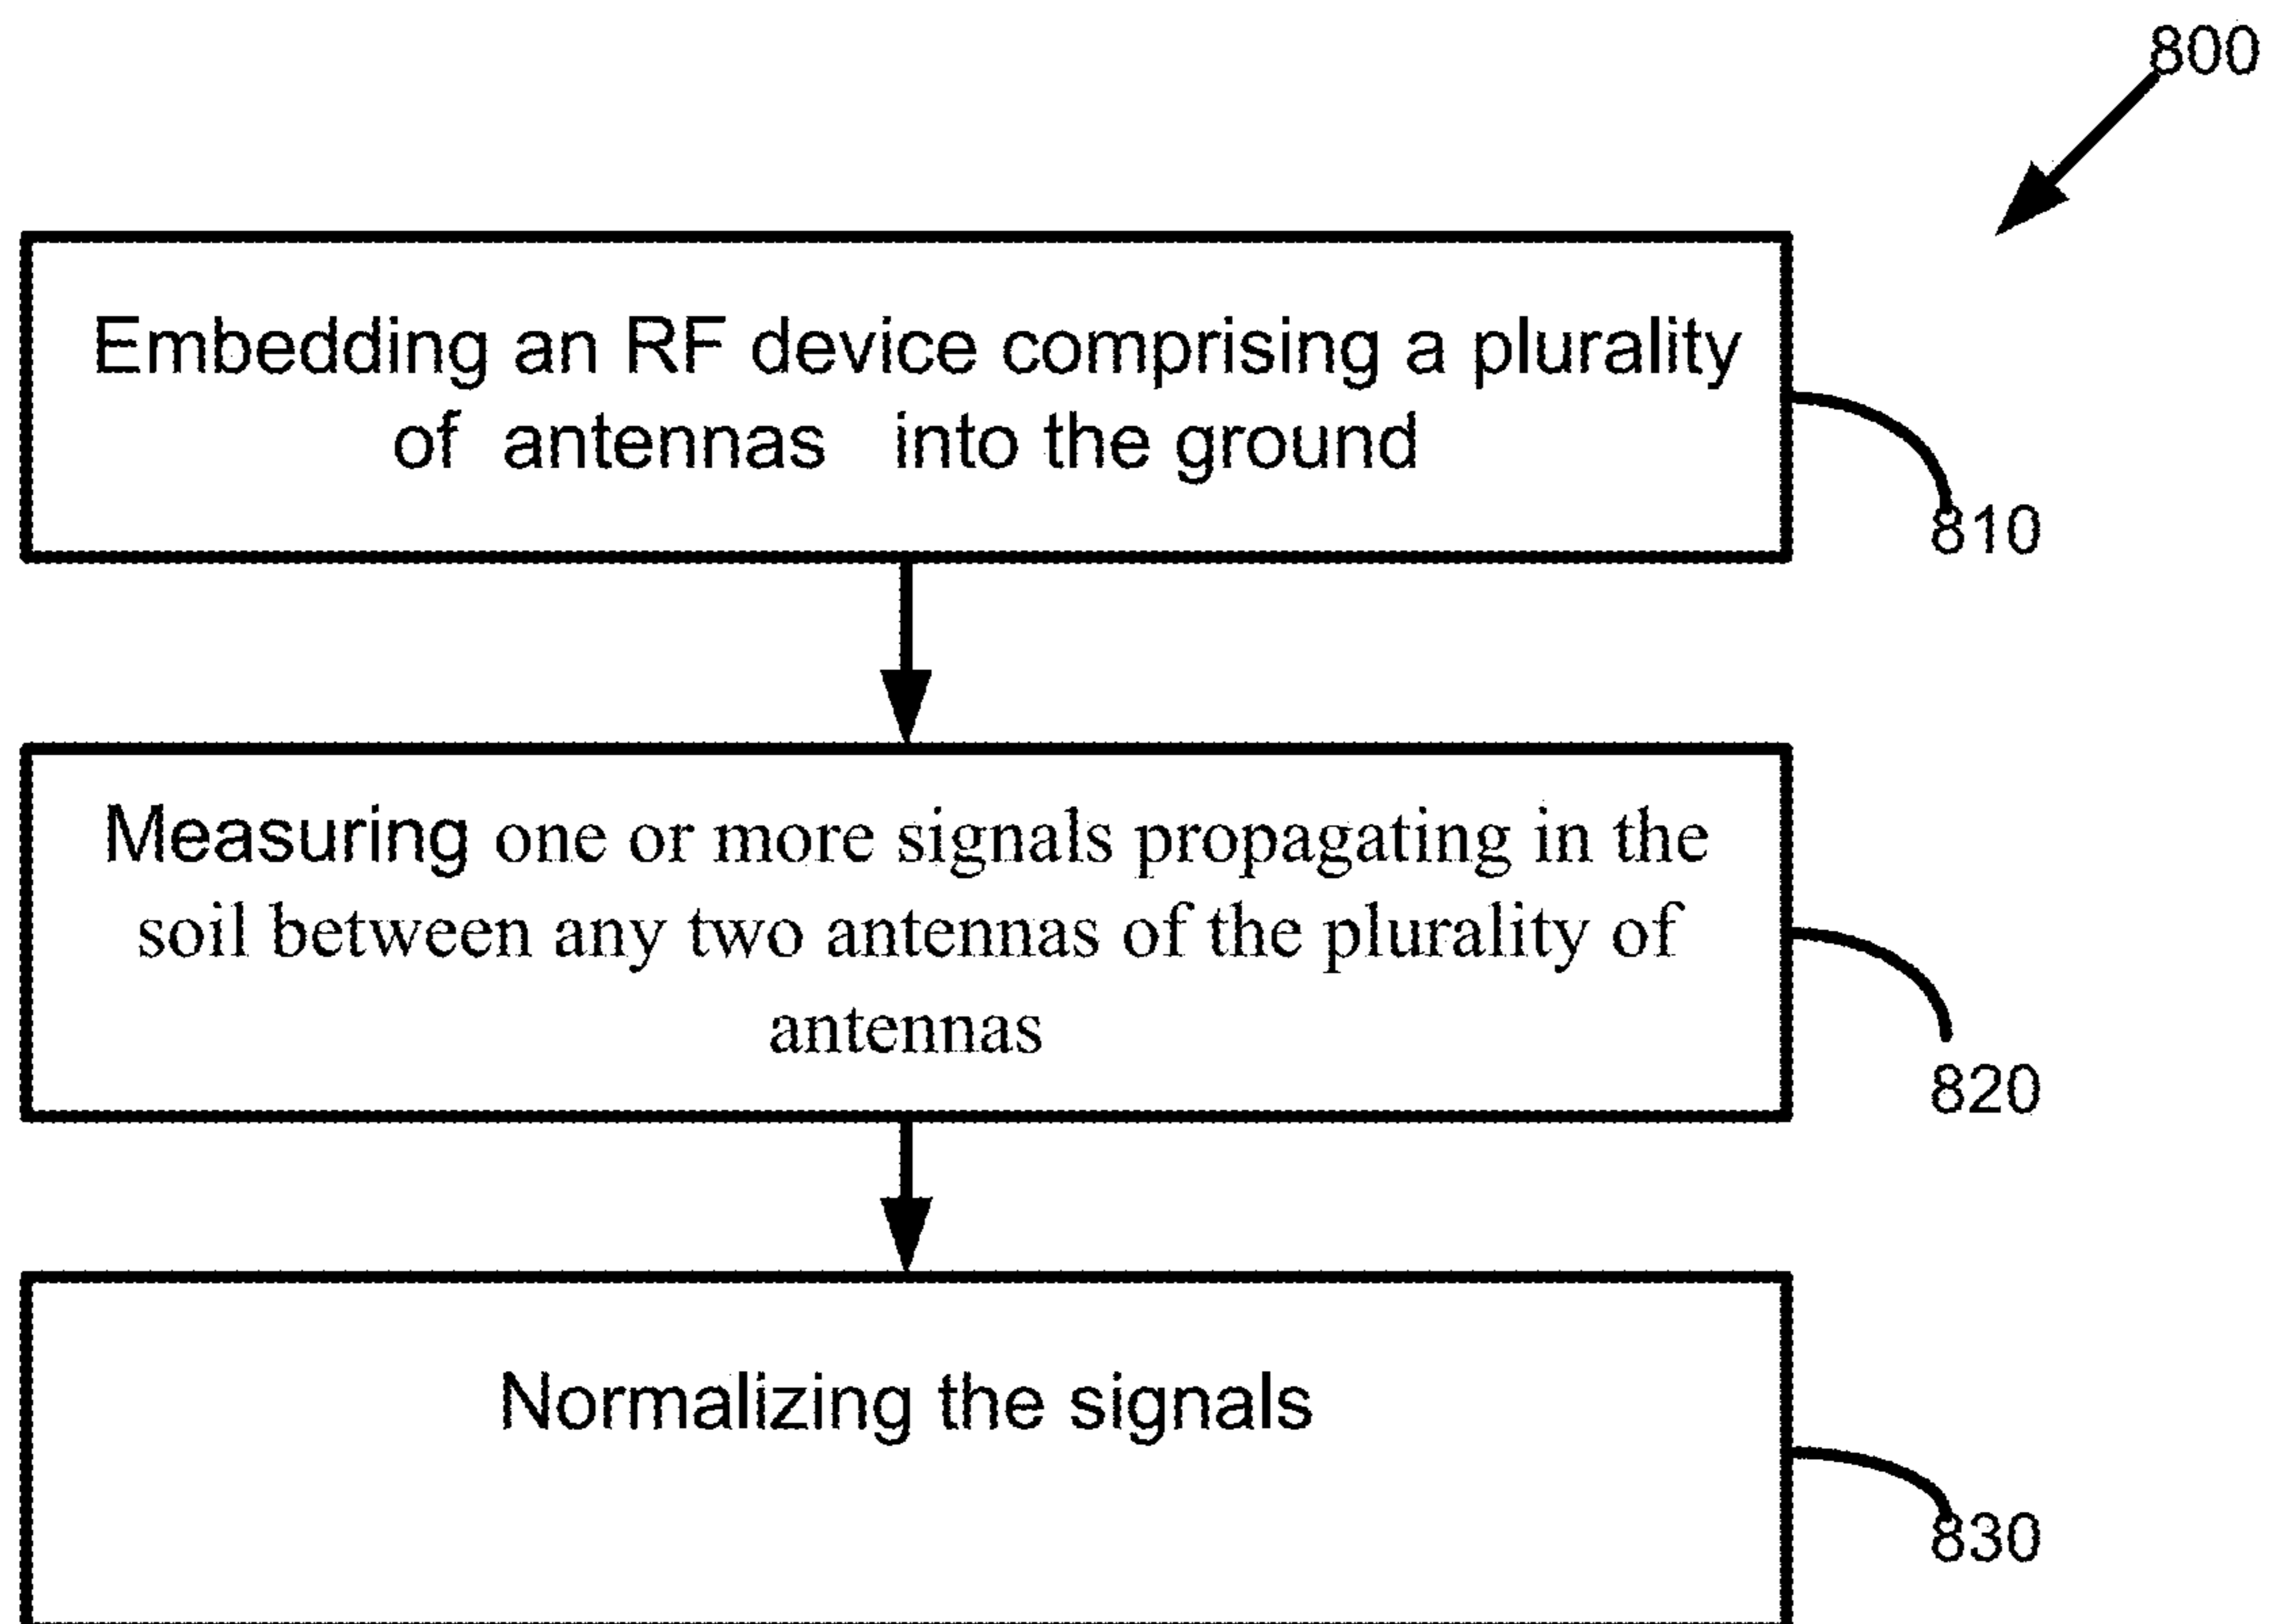 800
Embedding an RF device comprising a plurality
of antennas into the ground
810
Measuring one or more signals propagating in the
soil between any two antennas of the plurality of
antennas
820
Normalizing the signals
830